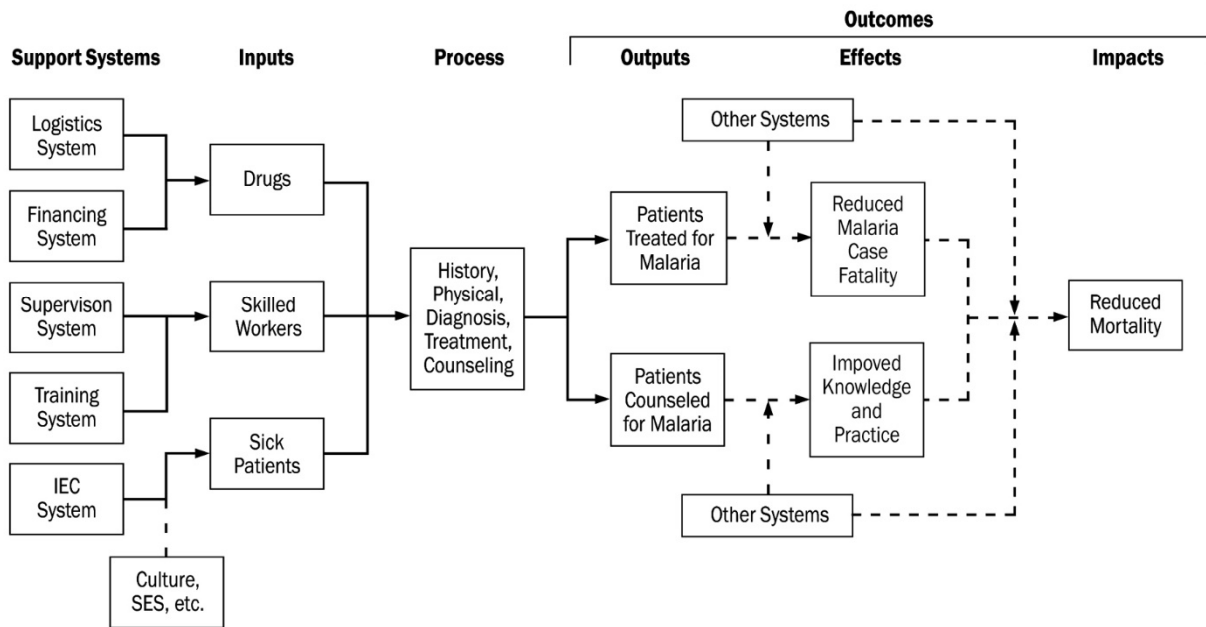 Outcomes
Support Systems
Inputs
Process
Outputs
Effects
Impacts
Logistics
System
Financing
System
Supervison
System
Training
System
IEC
System
Culture,
SES, etc.
Drugs
Skilled
Workers
Sick
Patients
History,
Physical,
Diagnosis,
Treatment,
Counseling
Patients
Treated for
Malaria
Patients
Counseled
for Malaria
Other Systems
Reduced
Malaria
Case
Fatality
Impoved
Knowledge
and
Practice
Other Systems
Reduced
Mortality